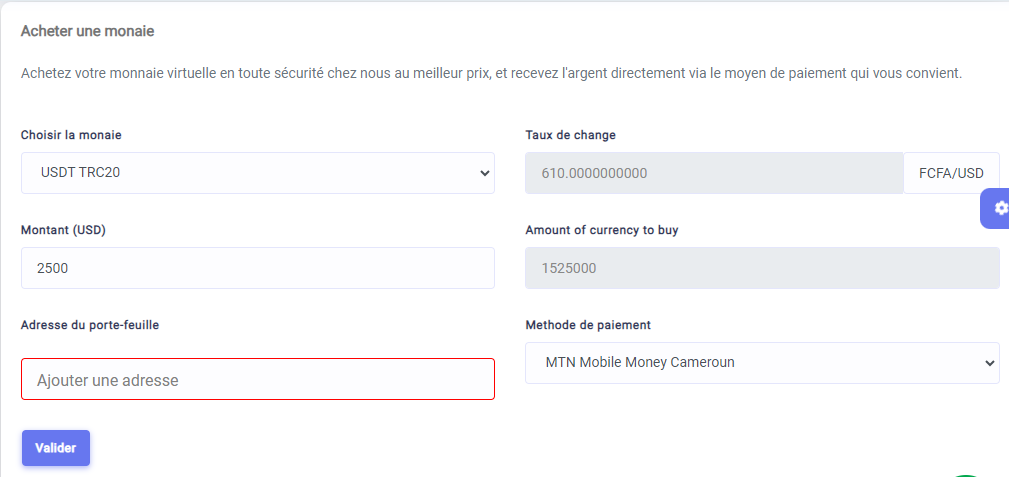 Acheter une monaie
Achetez votre monnaie virtuelle en toute sécurité chez nous au meilleur prix, et recevez l'argent directement via le moyen de paiement qui vous convient.
Choisir la monaie
Taux de change
USDT TRC20
610.0000000000
FCFA/USD
Montant (USD)
Amount of currency to buy
2500
1525000
Adresse du porte-feuille
Methode de paiement
MTN Mobile Money Cameroun
Ajouter une adresse
Valider